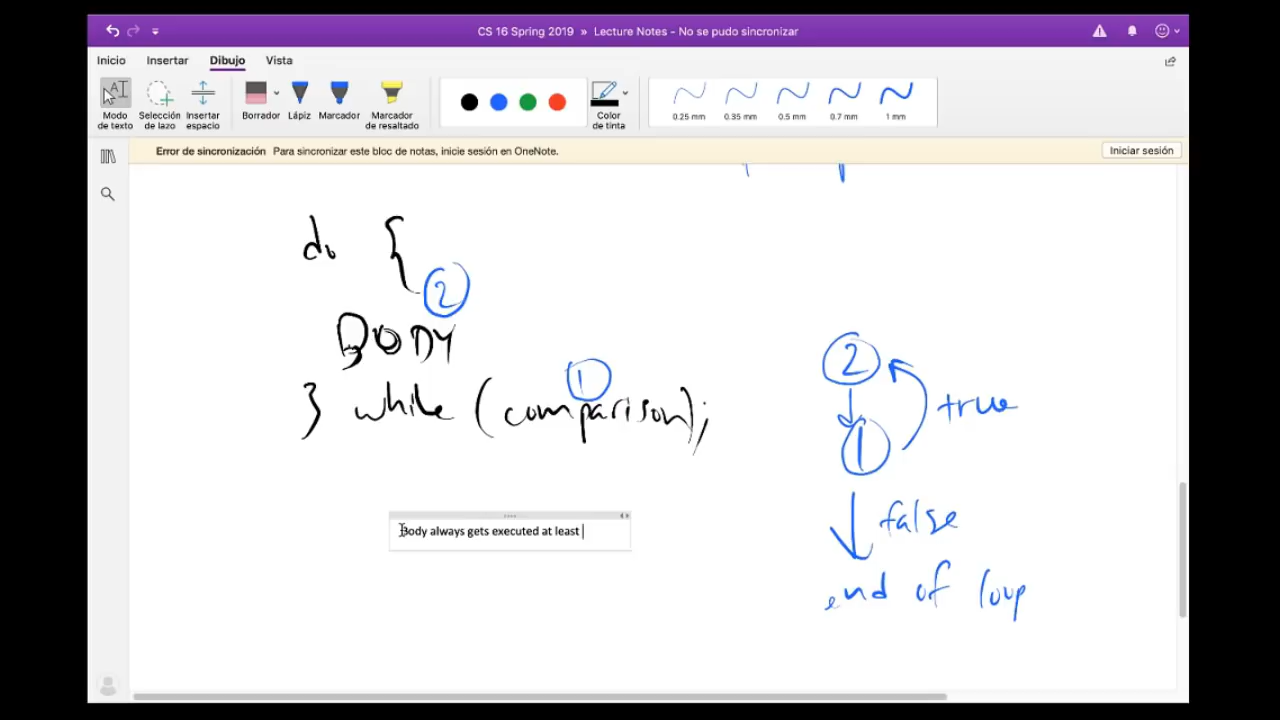 CS 16 Spring 2019 » Lecture Notes - No se pudo sincronizar
Inicio Insertar Dibujo Vista
Modo de texto
Selección de lazo
Insertar espacio
Borrador
Lápiz
Marcador
Marcador de resaltado
Color de tinta
0.25 mm 0.35 mm 0.5 mm 0.7 mm 1 mm
Error de sincronización Para sincronizar este bloc de notas, inicie sesión en OneNote. Iniciar sesión
do {
2
BODY
1
} while (comparison);
2
true
1
false
end of loop
Body always gets executed at least